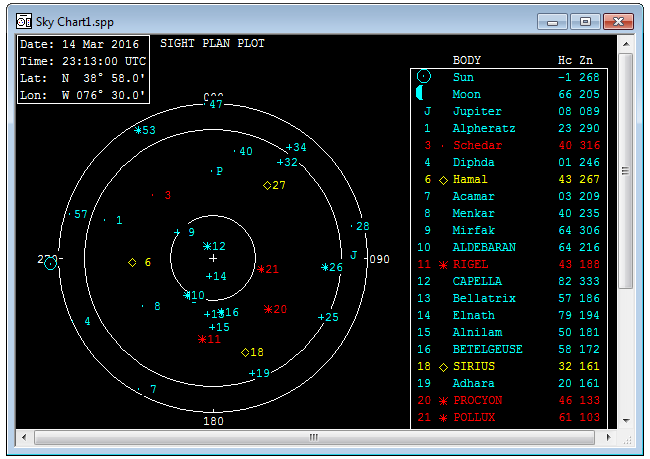 Sky Chart1.spp
Date: 14 Mar 2016
Time: 23:13:00 UTC
Lat: N 38° 58.0'
Lon: W 076° 30.0'
SIGHT PLAN PLOT
47
53
40
+34
+32
P
27
3
57
1
+ 9
12
28
J
270
6
+14
21
26
-090
10
8
16
20
+25
4
+15
11
18
+19
7
180
BODY Hc Zn
Sun -1 268
Moon 66 205
J Jupiter 08 089
1 Alpheratz 23 290
3 Schedar 40 316
4 Diphda 01 246
6 Hamal 43 267
7 Acamar 03 209
8 Menkar 40 235
9 Mirfak 64 306
10 ALDEBARAN 64 216
11 RIGEL 43 188
12 CAPELLA 82 333
13 Bellatrix 57 186
14 Elnath 79 194
15 Alnilam 50 181
16 BETELGEUSE 58 172
18 SIRIUS 32 161
19 Adhara 20 161
20 PROCYON 46 133
21 POLLUX 61 103